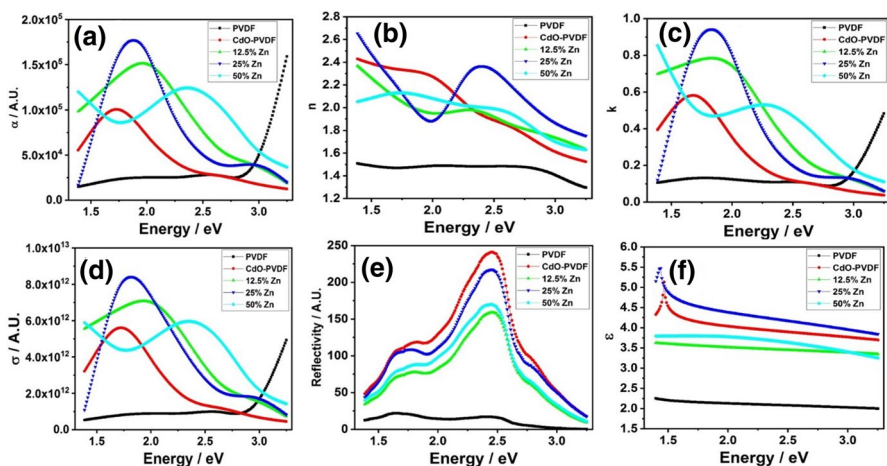 (a)
α / A.U.
2.0x10⁵
1.5x10⁵
1.0x10⁵
5.0x10⁴
0.0
1.5 2.0 2.5 3.0
Energy / eV
PVDF
CdO-PVDF
12.5% Zn
25% Zn
50% Zn
(b)
n
2.8
2.6
2.4
2.2
2.0
1.8
1.6
1.4
1.2
1.5 2.0 2.5 3.0
Energy / eV
PVDF
CdO-PVDF
12.5% Zn
25% Zn
50% Zn
(c)
k
1.0
0.8
0.6
0.4
0.2
0.0
1.5 2.0 2.5 3.0
Energy / eV
PVDF
CdO-PVDF
12.5% Zn
25% Zn
50% Zn
(d)
σ / A.U.
1.0x10¹³
8.0x10¹²
6.0x10¹²
4.0x10¹²
2.0x10¹²
0.0
1.5 2.0 2.5 3.0
Energy / eV
PVDF
CdO-PVDF
12.5% Zn
25% Zn
50% Zn
(e)
Reflectivity / A.U.
250
200
150
100
50
0
1.5 2.0 2.5 3.0
Energy / eV
PVDF
CdO-PVDF
12.5% Zn
25% Zn
50% Zn
(f)
ε
6.0
5.5
5.0
4.5
4.0
3.5
3.0
2.5
2.0
1.5
1.5 2.0 2.5 3.0
Energy / eV
PVDF
CdO-PVDF
12.5% Zn
25% Zn
50% Zn